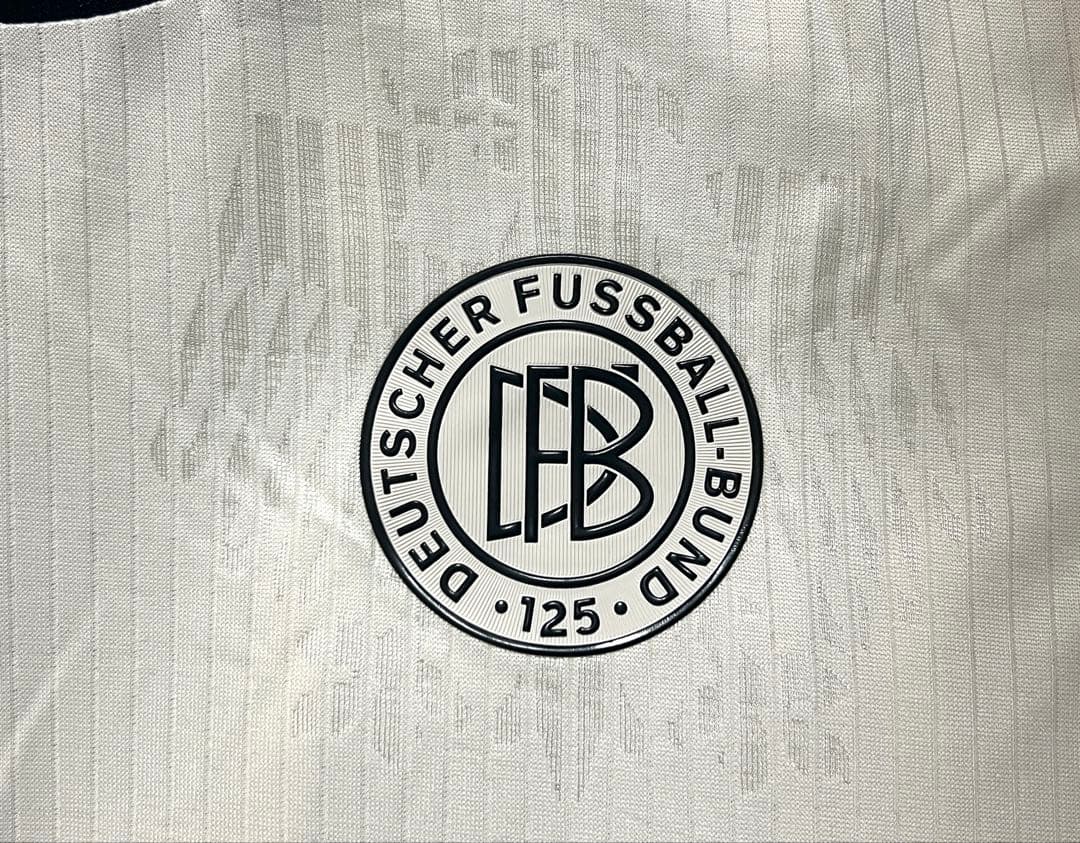 DEUTSCHER FUSSBALL-BUND
DFB
· 125 ·